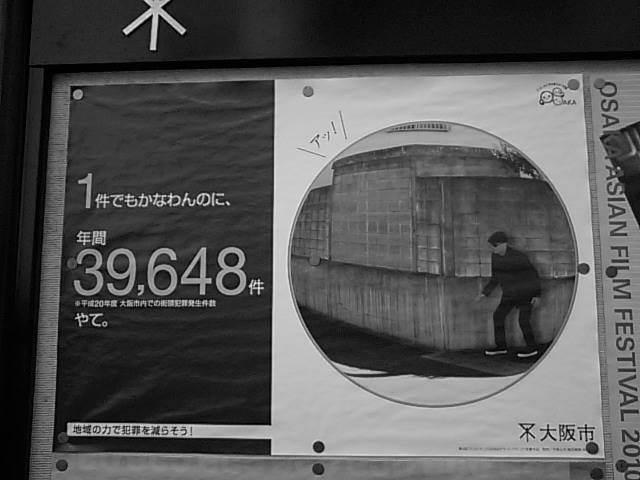 1件でもかなわんのに、
年間
39,648件
※平成20年度 大阪市内での街頭犯罪発生件数
やて。
地域の力で犯罪を減らそう!
アッ!!
大阪市
OSAKA ASIAN FILM FESTIVAL 2010